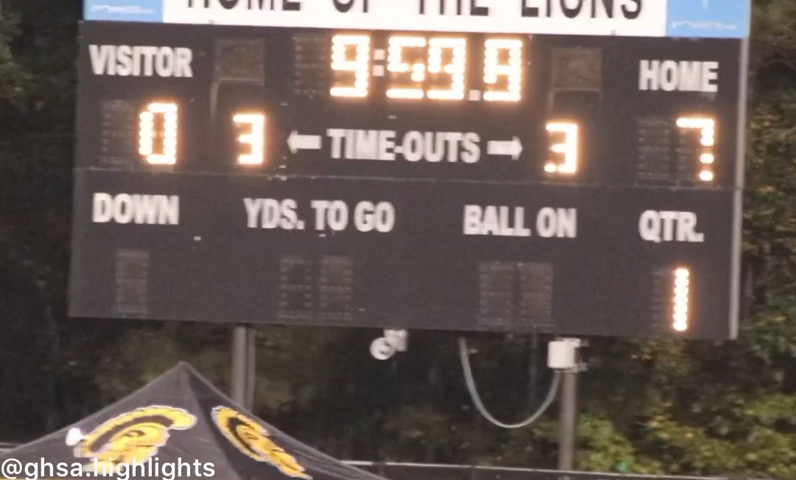 HOME OF THE LIONS
VISITOR 9:59.9 HOME
0 3 TIME-OUTS 3 7
DOWN YDS. TO GO BALL ON QTR.
1
@ghsa.highlights